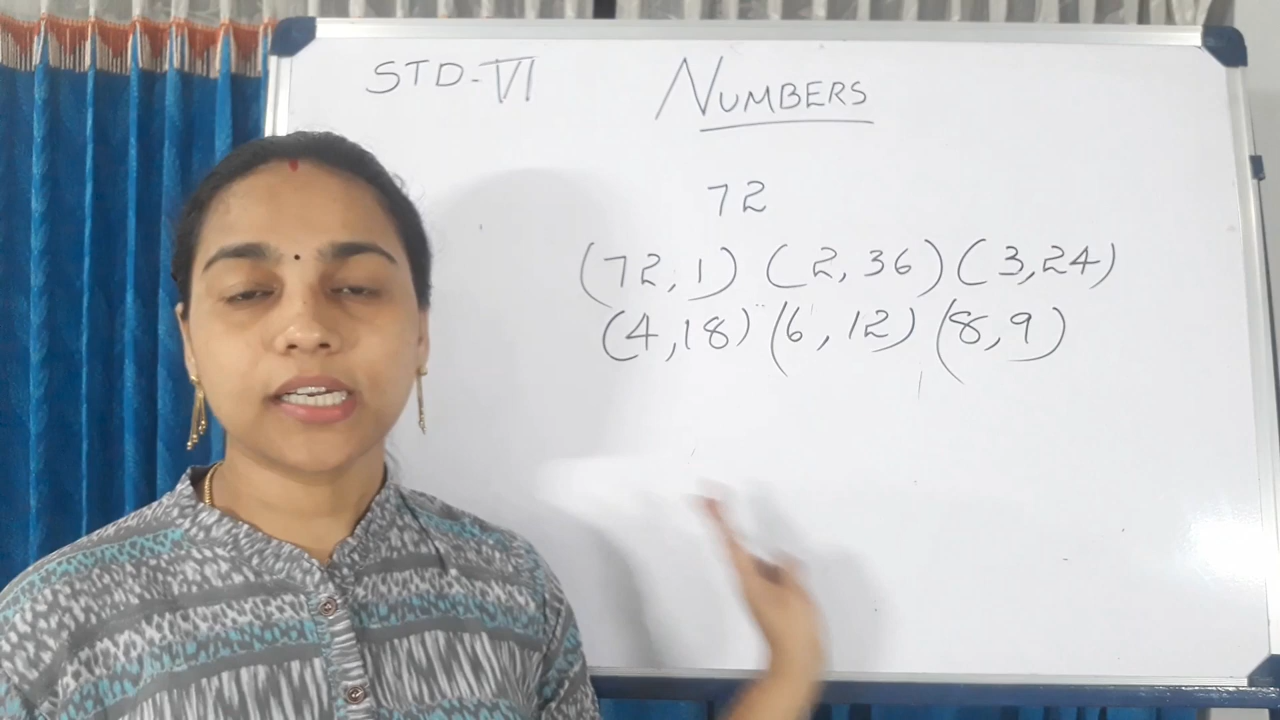 STD-VI NUMBERS
72
(72,1) (2,36) (3,24)
(4,18) (6,12) (8,9)